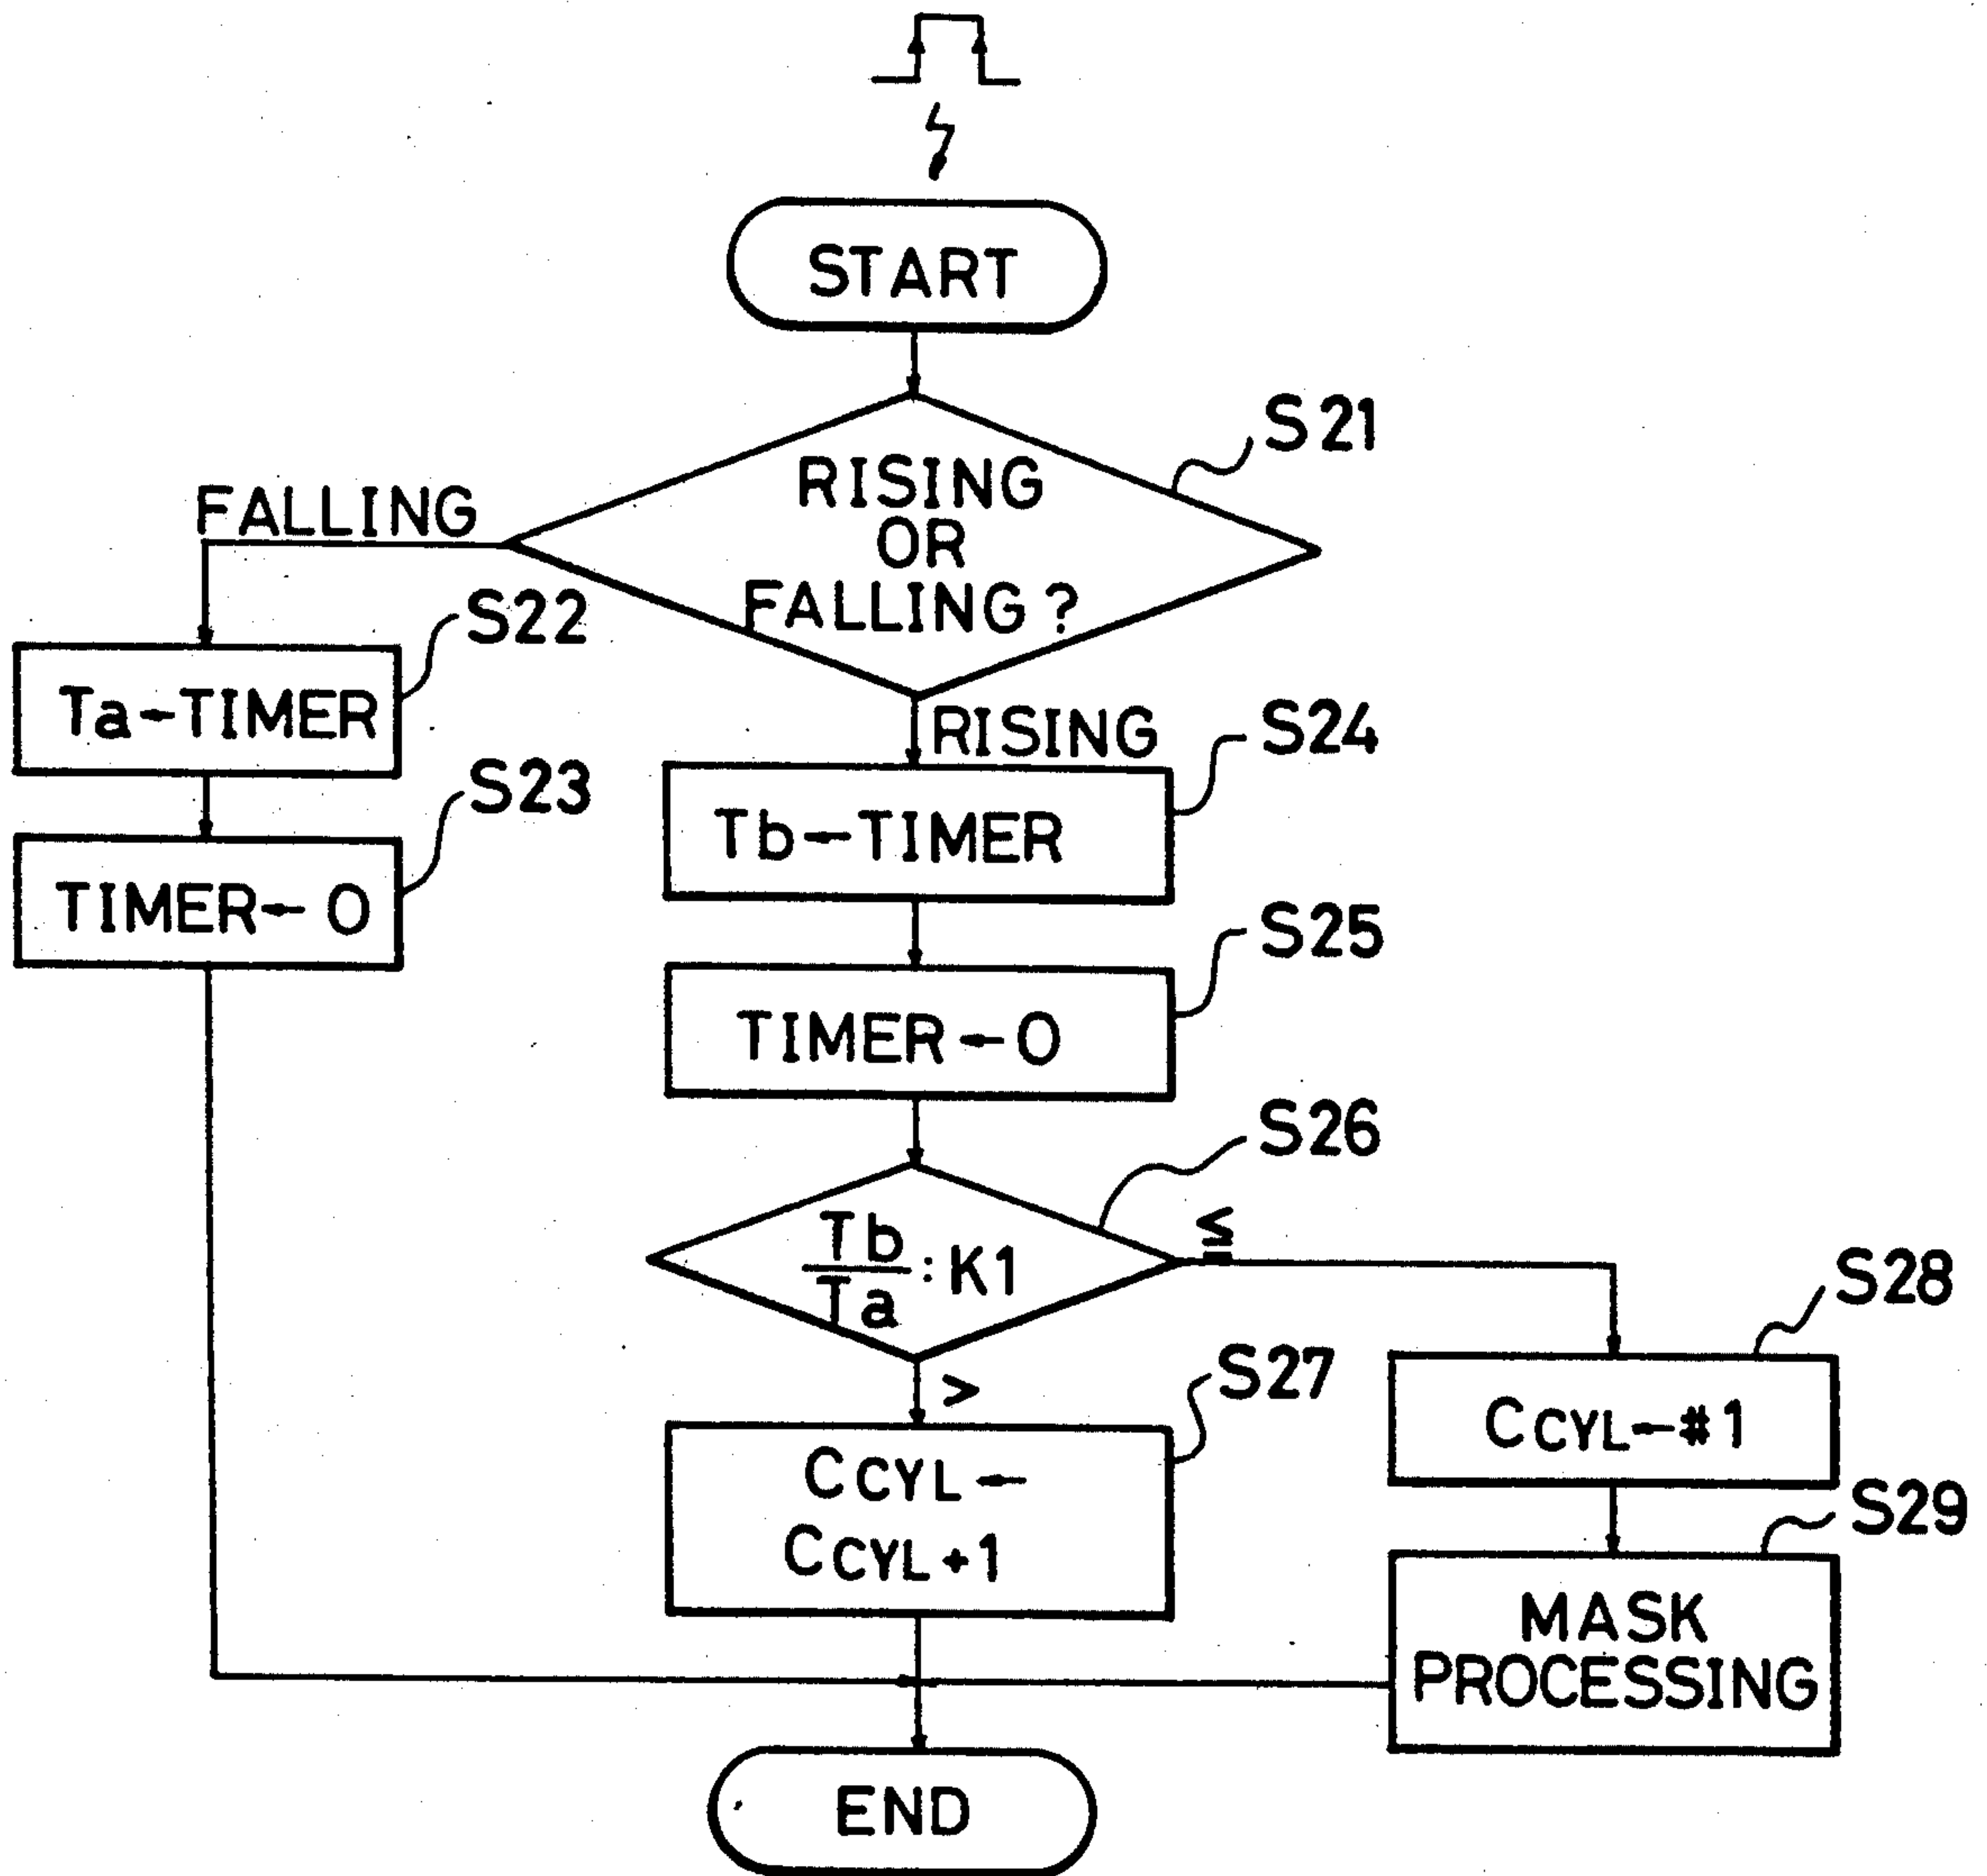 START
S21
RISING
OR
FALLING ?
FALLING
S22
Ta←TIMER
S23
TIMER←0
RISING
S24
Tb←TIMER
S25
TIMER←0
S26
Tb
Ta
:K1
≦
>
S27
CCYL←
CCYL+1
S28
CCYL←#1
S29
MASK
PROCESSING
END